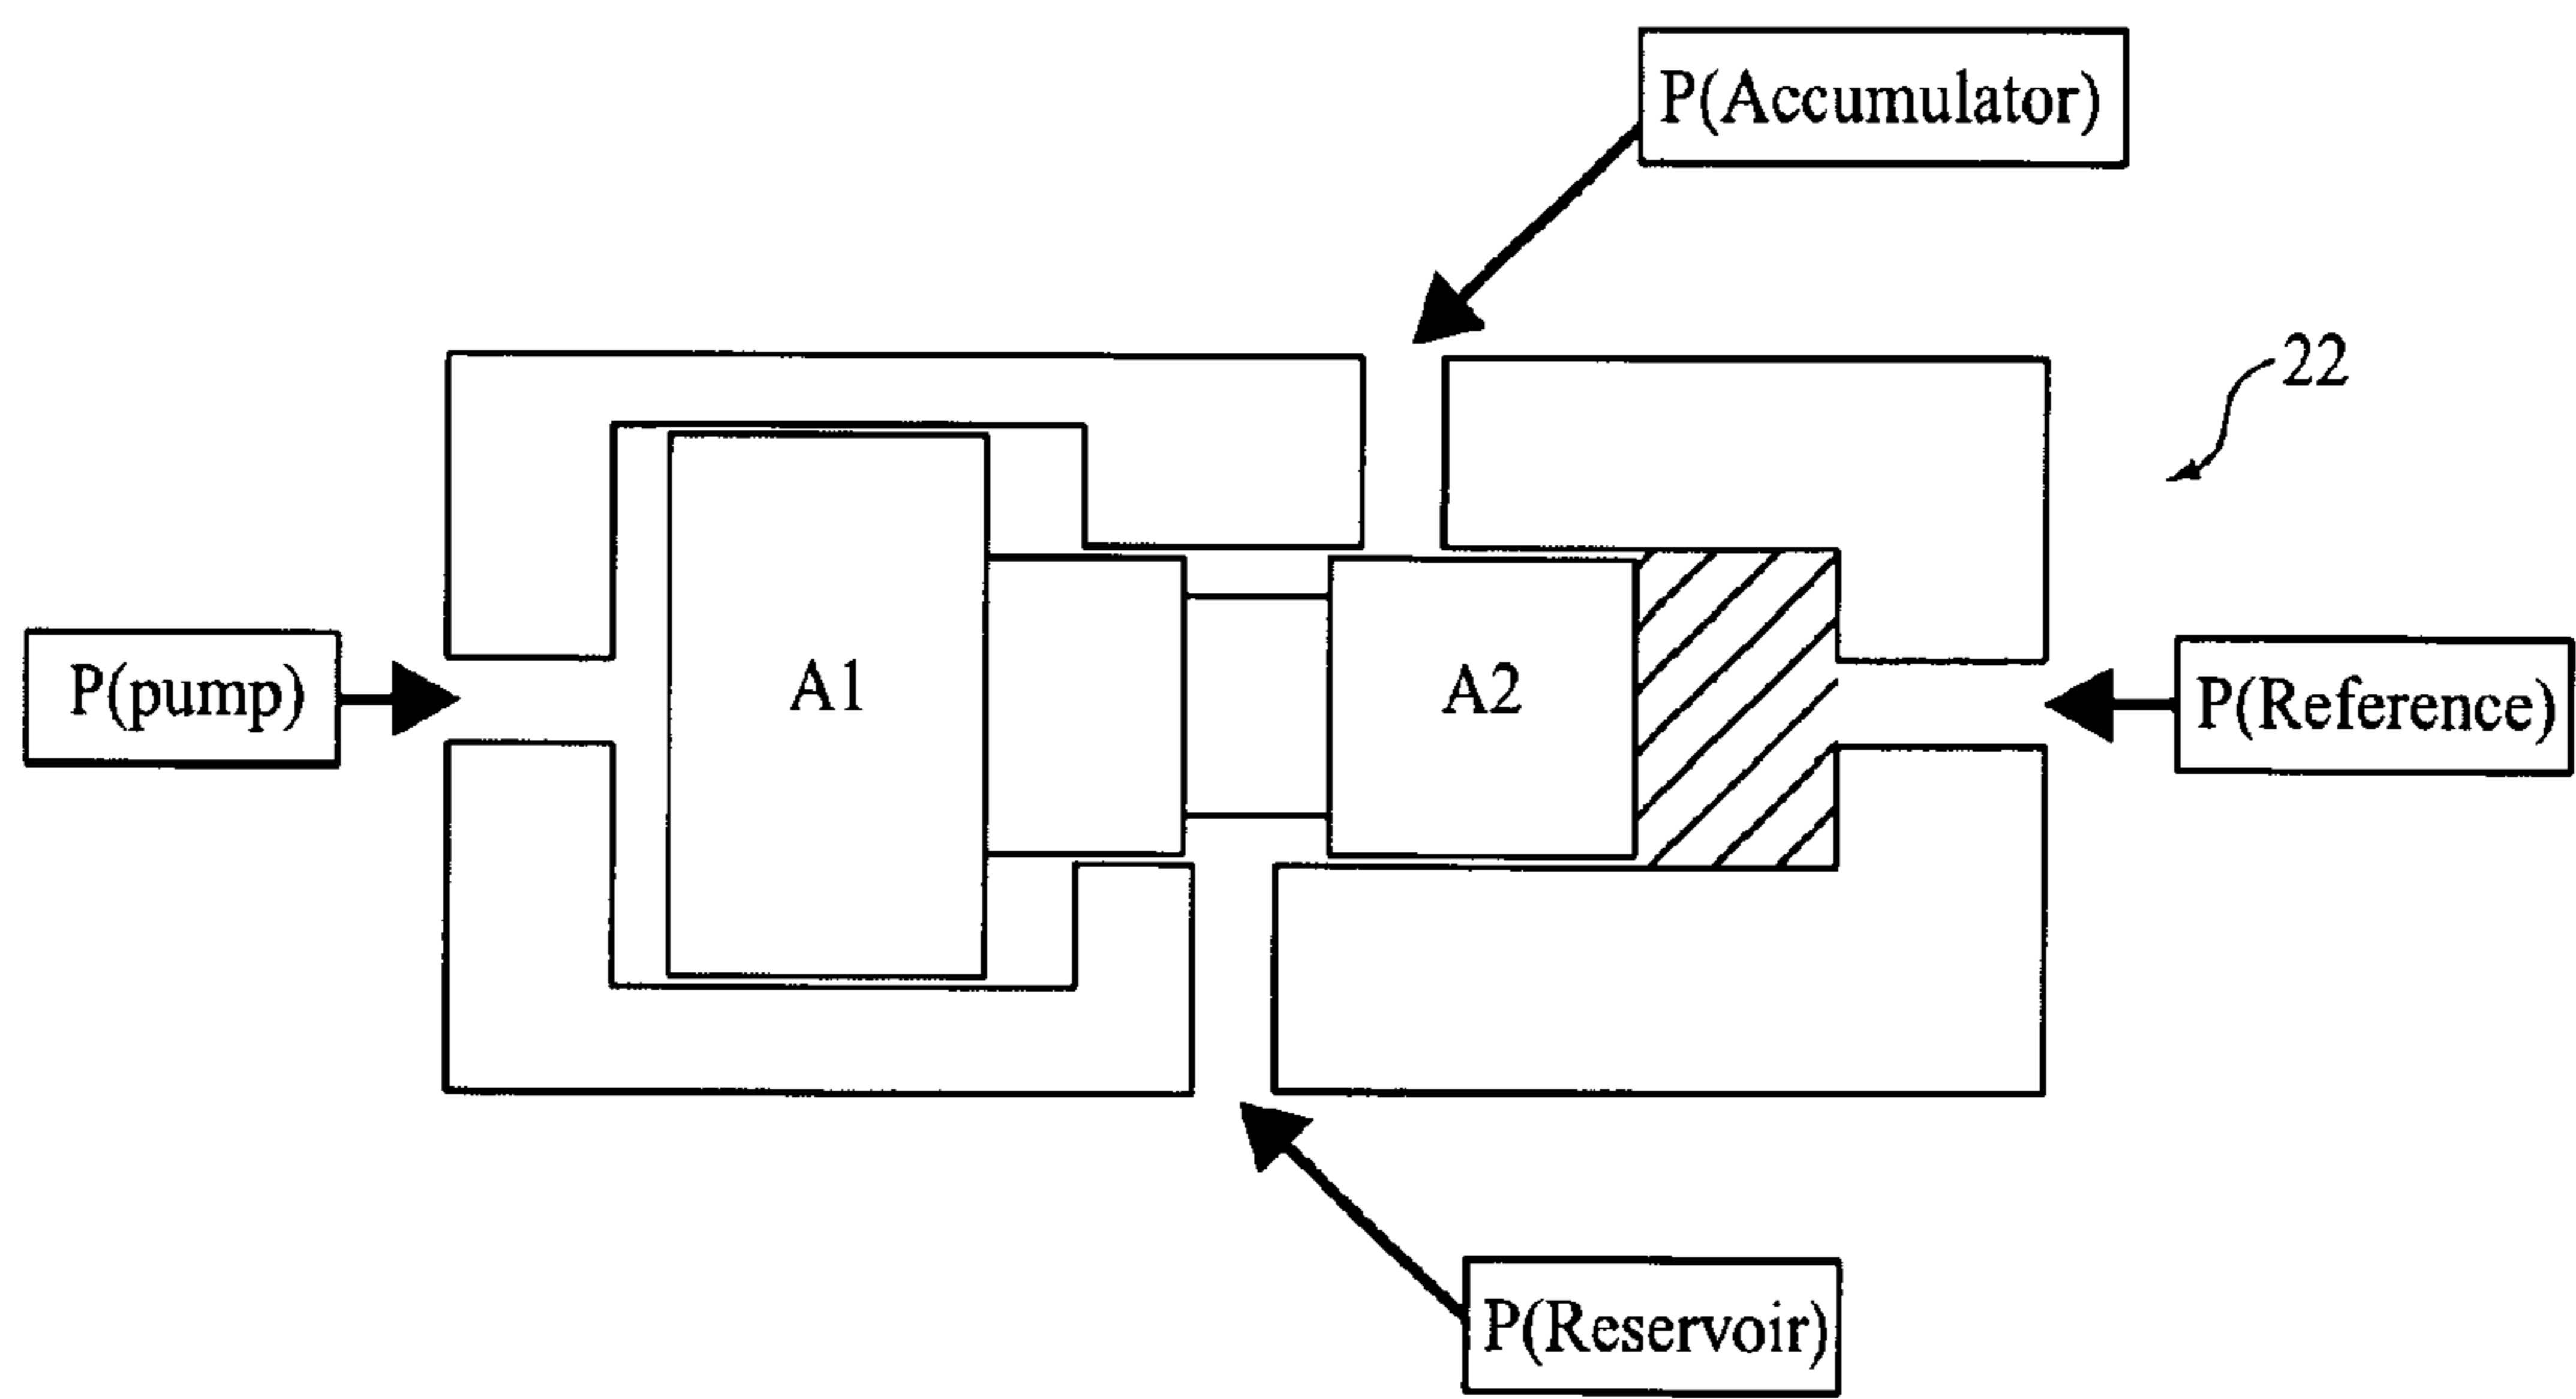 P(Accumulator)
22
P(pump)
A1
A2
P(Reference)
P(Reservoir)